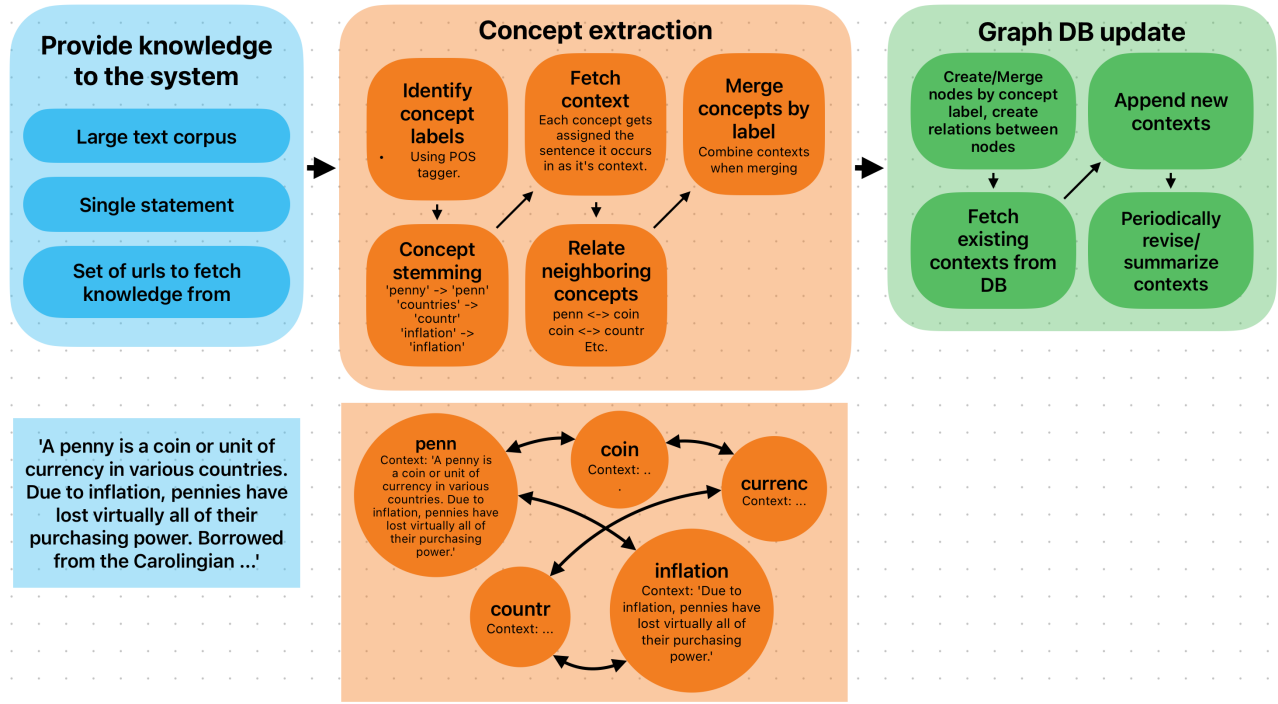 Provide knowledge
to the system
Large text corpus
Single statement
Set of urls to fetch
knowledge from
Concept extraction
Identify
concept
labels
• Using POS
tagger.
Concept
stemming
'penny' -> 'penn'
'countries' ->
'countr'
'inflation' ->
'inflation'
Fetch
context
Each concept gets
assigned the
sentence it occurs
in as it's context.
Relate
neighboring
concepts
penn <-> coin
coin <-> countr
Etc.
Merge
concepts by
label
Combine contexts
when merging
Graph DB update
Create/Merge
nodes by concept
label, create
relations between
nodes
Fetch
existing
contexts from
DB
Append new
contexts
Periodically
revise/
summarize
contexts
'A penny is a coin or unit of
currency in various countries.
Due to inflation, pennies have
lost virtually all of their
purchasing power. Borrowed
from the Carolingian ...'
penn
Context: 'A penny is
a coin or unit of
currency in various
countries. Due to
inflation, pennies have
lost virtually all of
their purchasing
power.'
coin
Context: ..
.
currenc
Context: ...
countr
Context: ...
inflation
Context: 'Due to
inflation, pennies have
lost virtually all of
their purchasing
power.'